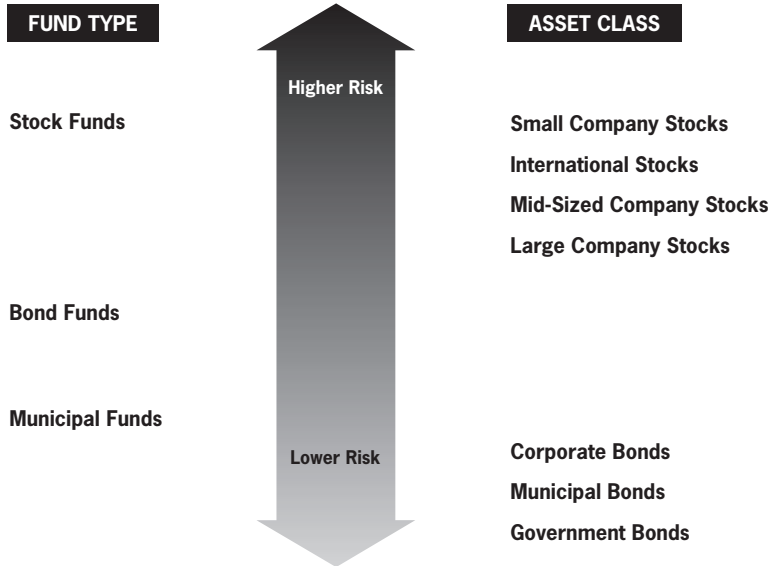 FUND TYPE
ASSET CLASS
Higher Risk
Stock Funds
Small Company Stocks
International Stocks
Mid-Sized Company Stocks
Large Company Stocks
Bond Funds
Municipal Funds
Lower Risk
Corporate Bonds
Municipal Bonds
Government Bonds